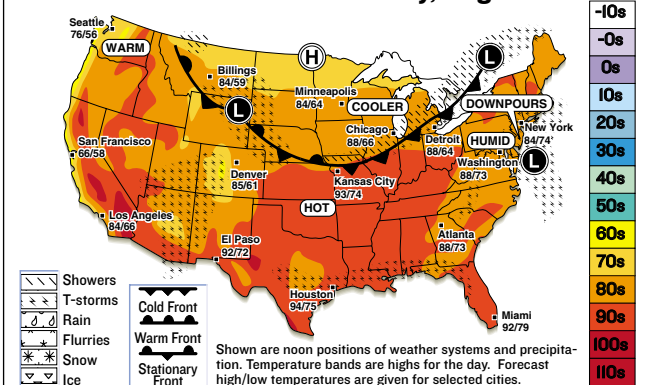 Seattle
76/56
WARM
H
L
Billings
84/59
Minneapolis
84/64
COOLER
L
DOWNPOURS
San Francisco
66/58
Chicago
88/66
Detroit
88/64
HUMID
New York
84/74
Washington
88/73
L
Denver
85/61
Kansas City
93/74
HOT
Los Angeles
84/66
El Paso
92/72
Atlanta
88/73
Houston
94/75
Miami
92/79
Showers
T-storms
Rain
Flurries
Snow
Ice
Cold Front
Warm Front
Stationary
Front
Shown are noon positions of weather systems and precipita-
tion. Temperature bands are highs for the day. Forecast
high/low temperatures are given for selected cities.
-10s
-0s
0s
10s
20s
30s
40s
50s
60s
70s
80s
90s
100s
110s